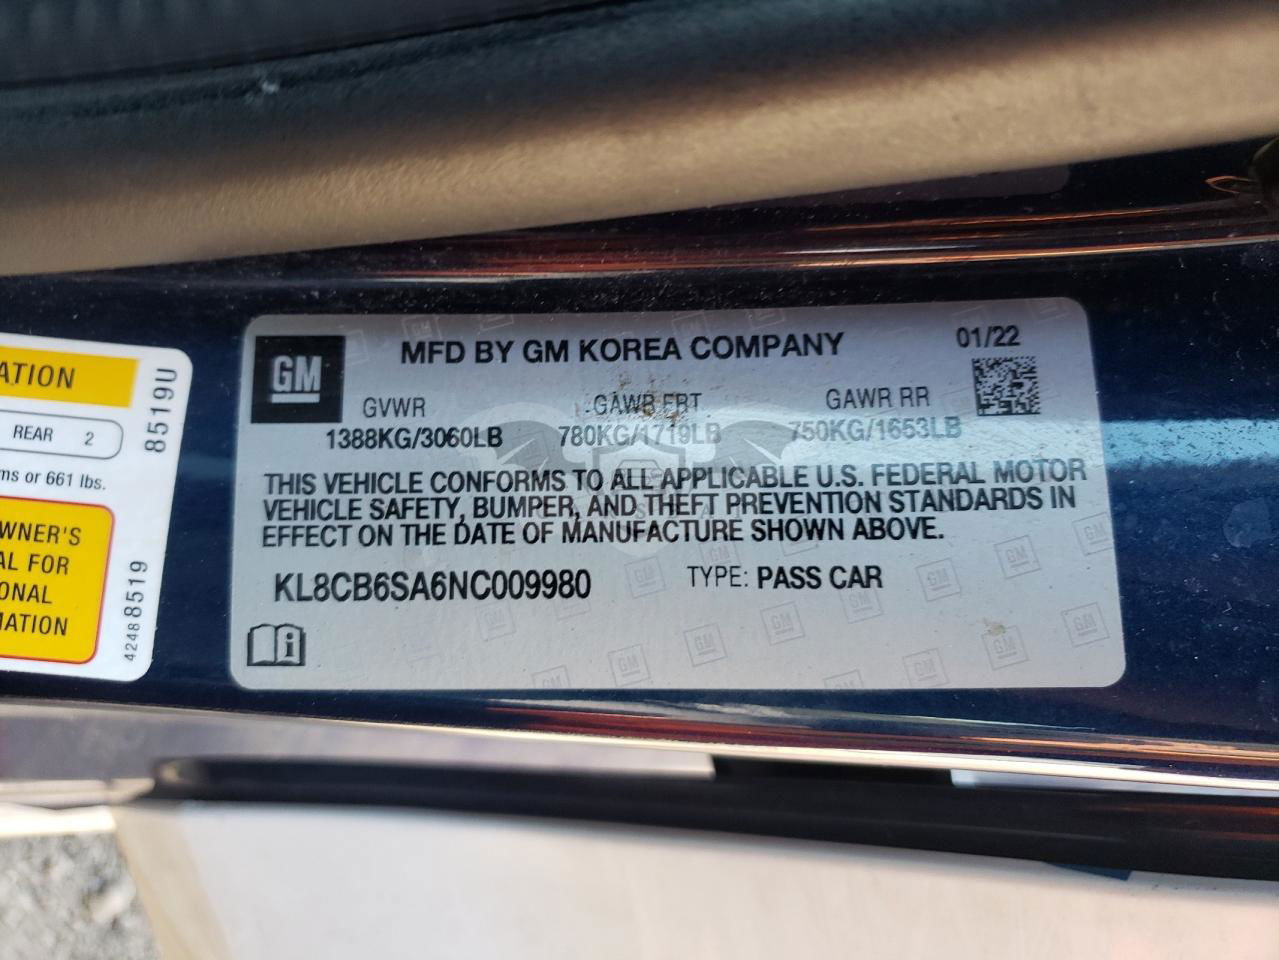 ATION
REAR 2
ms or 661 lbs.
WNER'S
AL FOR
ONAL
MATION
8519U
42488519
GM
MFD BY GM KOREA COMPANY
01/22
GVWR GAWR FRT GAWR RR
1388KG/3060LB 780KG/1719LB 750KG/1653LB
THIS VEHICLE CONFORMS TO ALL APPLICABLE U.S. FEDERAL MOTOR
VEHICLE SAFETY, BUMPER, AND THEFT PREVENTION STANDARDS IN
EFFECT ON THE DATE OF MANUFACTURE SHOWN ABOVE.
KL8CB6SA6NC009980 TYPE: PASS CAR